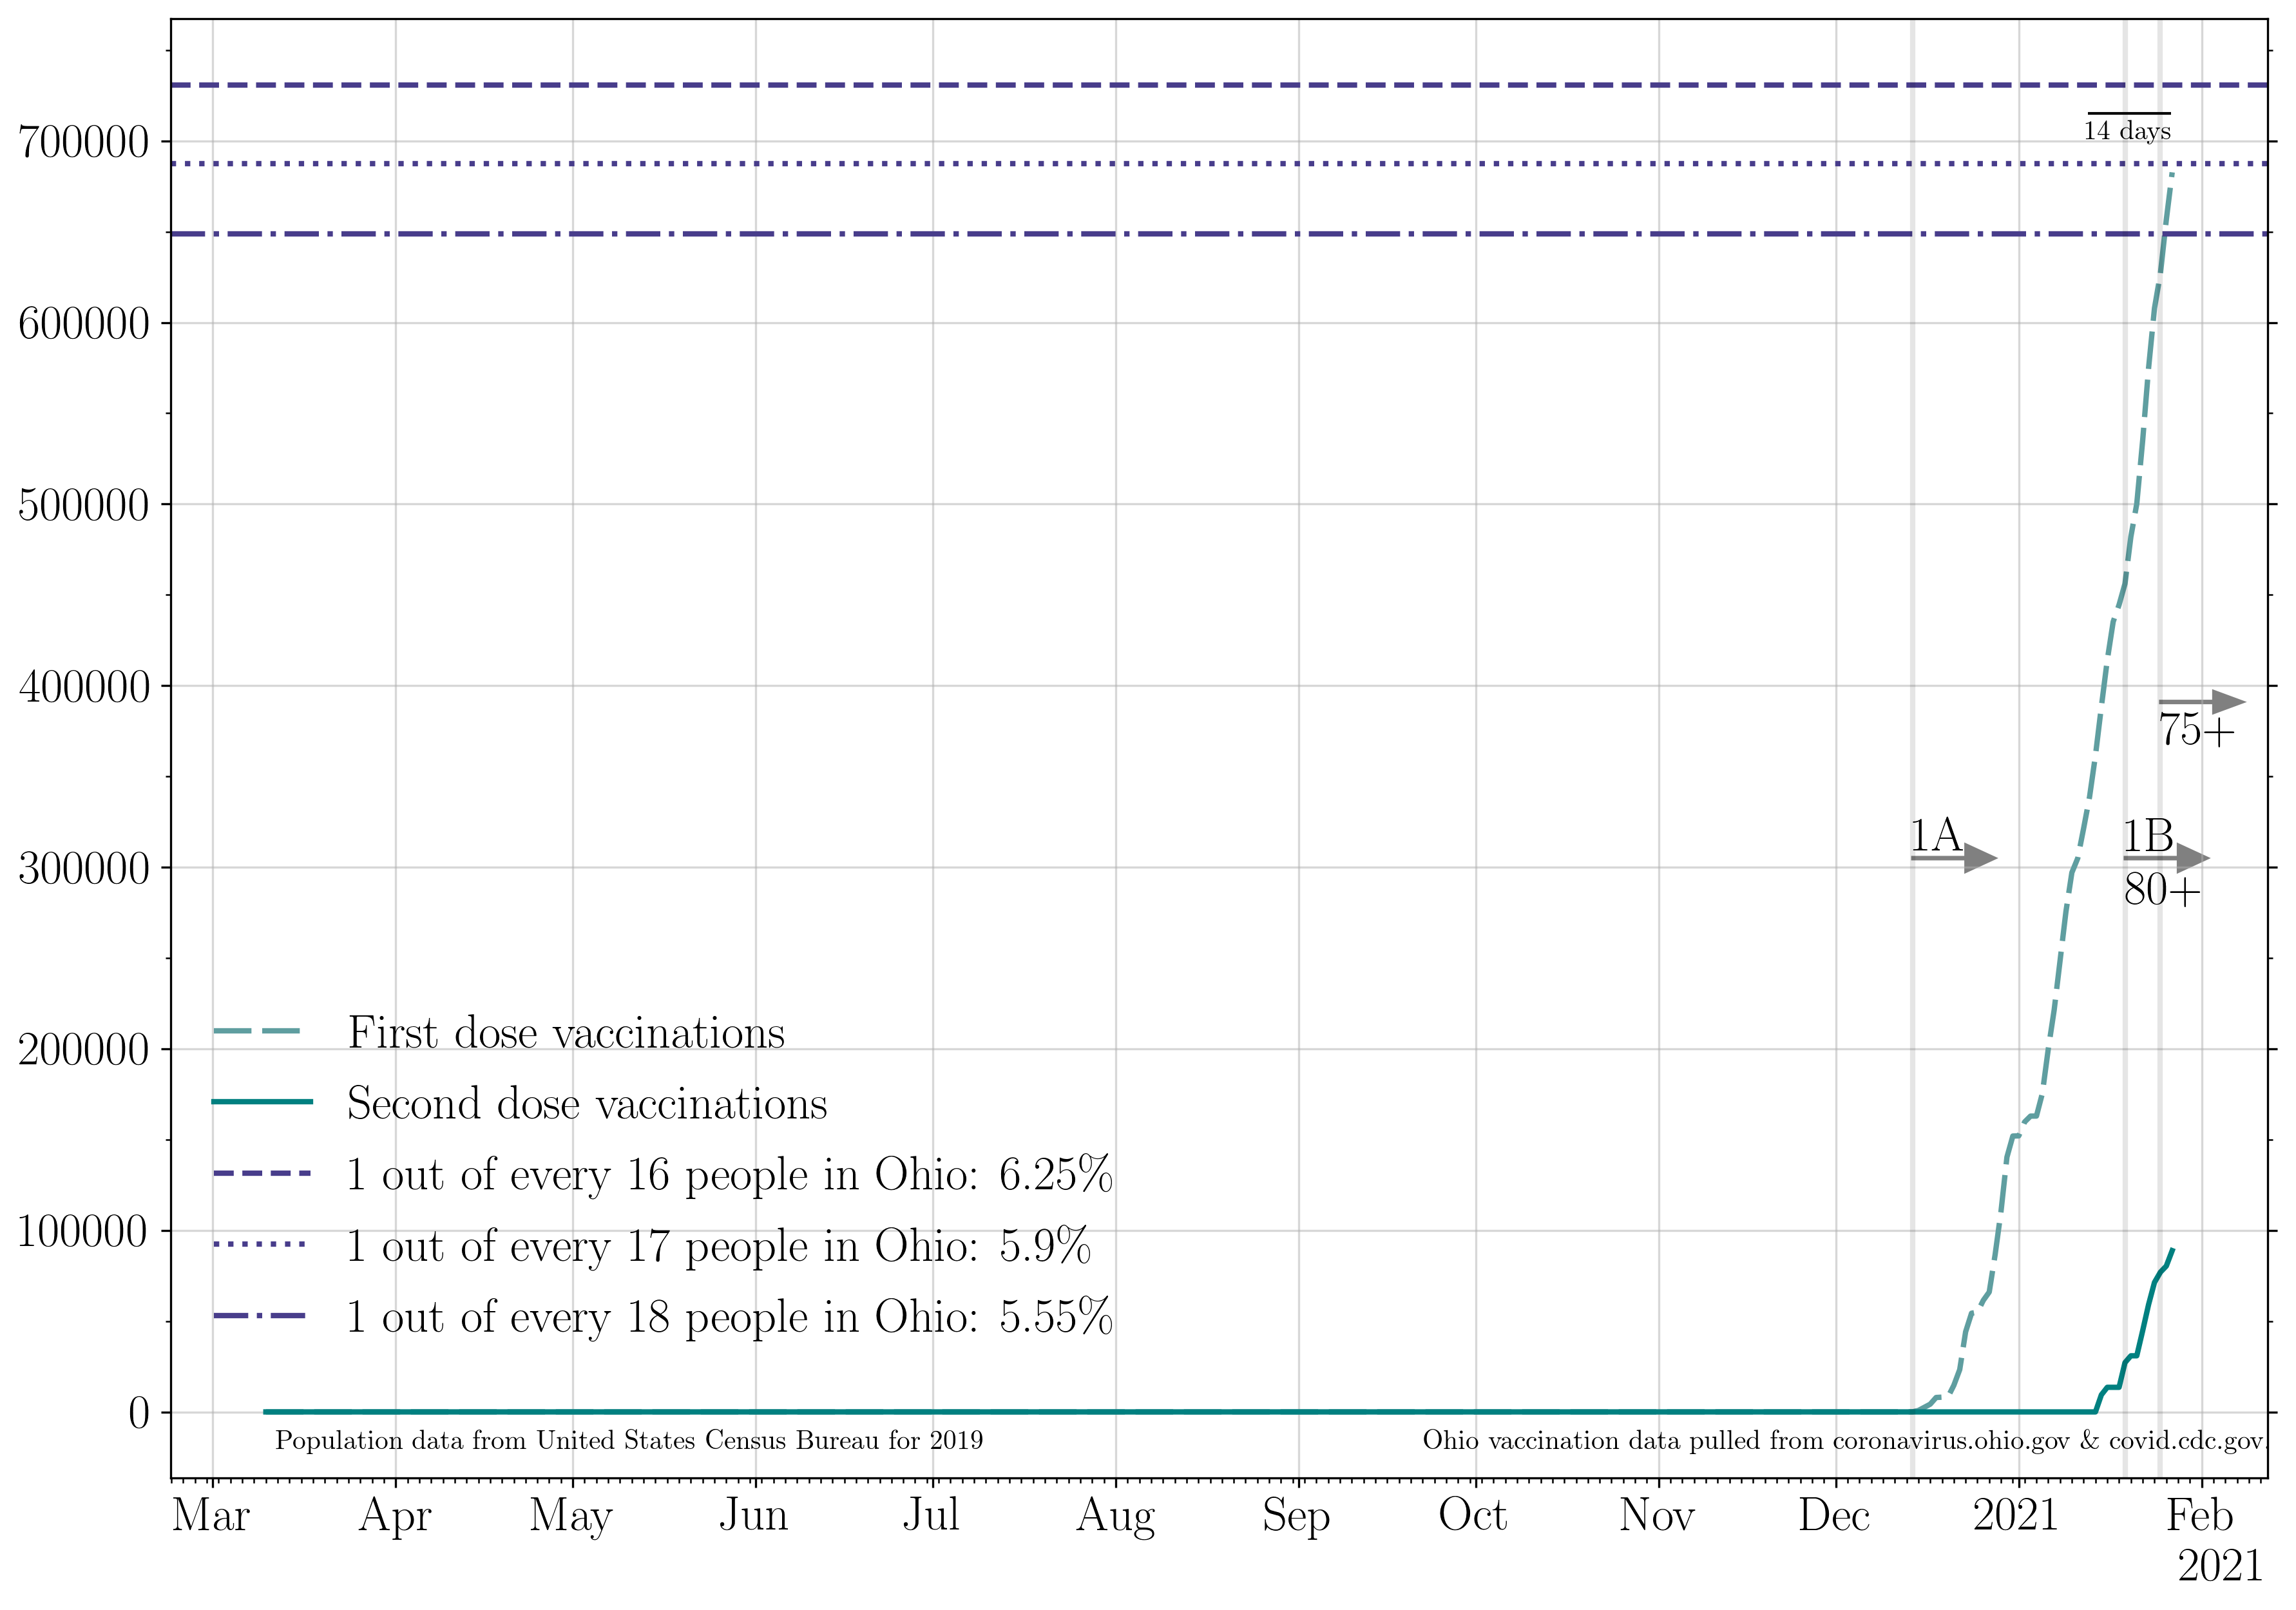 700000
14 days
600000
500000
400000
75+
1A
1B
300000
80+
First dose vaccinations
200000
Second dose vaccinations
1 out of every 16 people in Ohio: 6.25%
100000
1 out of every 17 people in Ohio: 5.9%
1 out of every 18 people in Ohio: 5.55%
0
Population data from United States Census Bureau for 2019
Ohio vaccination data pulled from coronavirus.ohio.gov & covid.cdc.gov.
Mar Apr May Jun Jul Aug Sep Oct Nov Dec 2021 Feb
2021